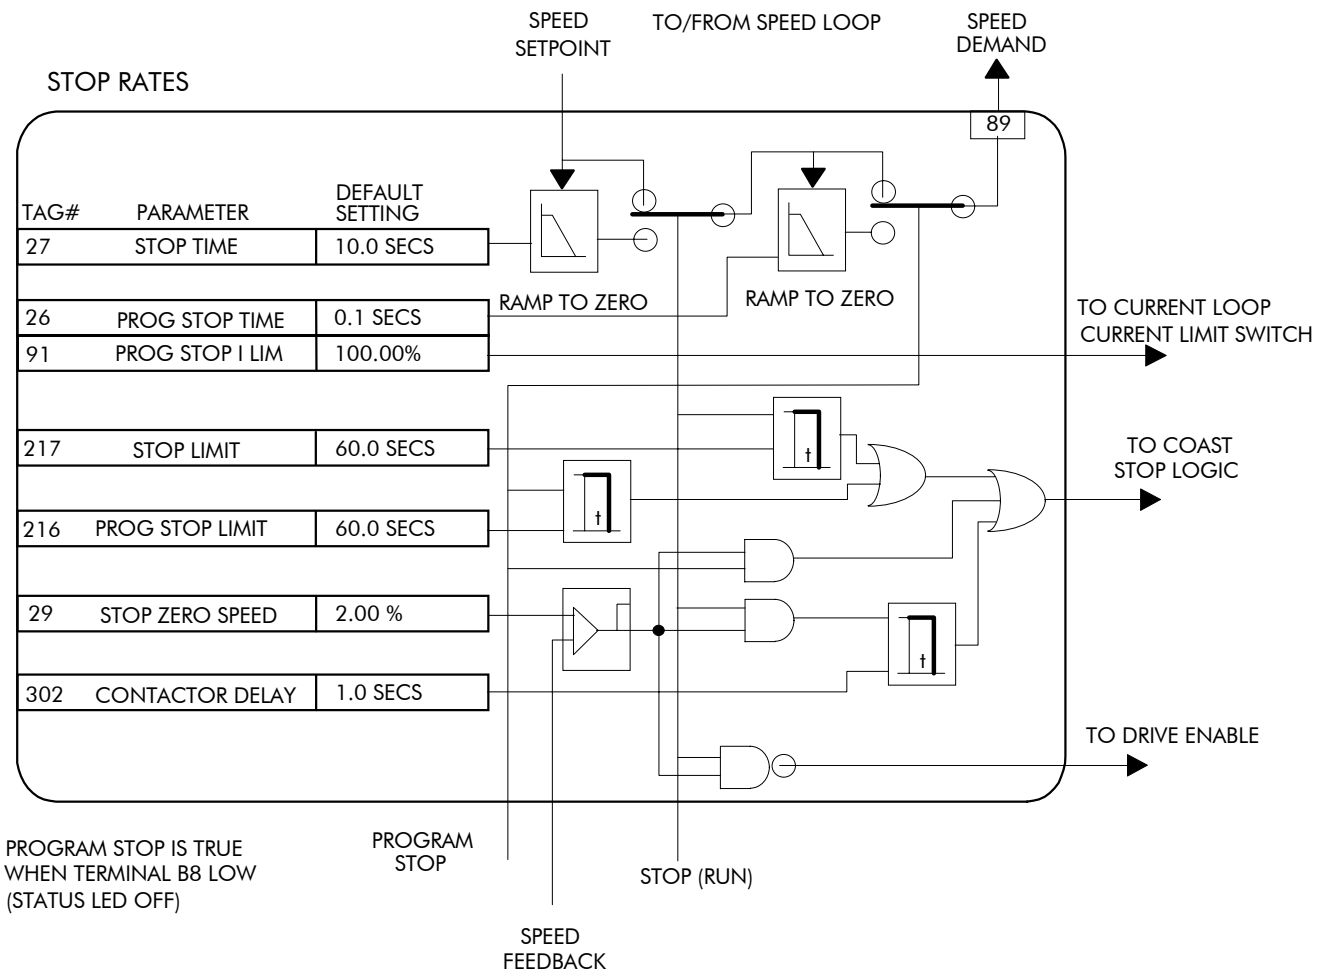 SPEED
SETPOINT
TO/FROM SPEED LOOP
SPEED
DEMAND
STOP RATES
89
TAG#
PARAMETER
DEFAULT
SETTING
27 STOP TIME 10.0 SECS
RAMP TO ZERO
RAMP TO ZERO
26 PROG STOP TIME 0.1 SECS
91 PROG STOP I LIM 100.00%
TO CURRENT LOOP
CURRENT LIMIT SWITCH
217 STOP LIMIT 60.0 SECS
t
TO COAST
STOP LOGIC
216 PROG STOP LIMIT 60.0 SECS
t
29 STOP ZERO SPEED 2.00 %
t
302 CONTACTOR DELAY 1.0 SECS
TO DRIVE ENABLE
PROGRAM STOP IS TRUE
WHEN TERMINAL B8 LOW
(STATUS LED OFF)
PROGRAM
STOP
STOP (RUN)
SPEED
FEEDBACK